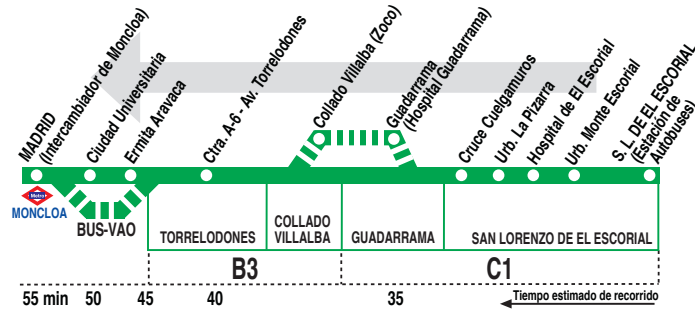 MADRID
(Intercambiador de Moncloa)
Ciudad Universitaria
Ermita Aravaca
Ctra. A-6 - Av. Torrelodones
Collado Villalba (Zoco)
Guadarrama
(Hospital Guadarrama)
Cruce Cuelgamuros
Urb. La Pizarra
Hospital de El Escorial
Urb. Monte Escorial
S. L. DE EL ESCORIAL
(Estación de
Autobuses)
Metro
MONCLOA
BUS-VAO
TORRELODONES
COLLADO
VILLALBA
GUADARRAMA
SAN LORENZO DE EL ESCORIAL
B3
C1
55 min
50
45
40
35
Tiempo estimado de recorrido